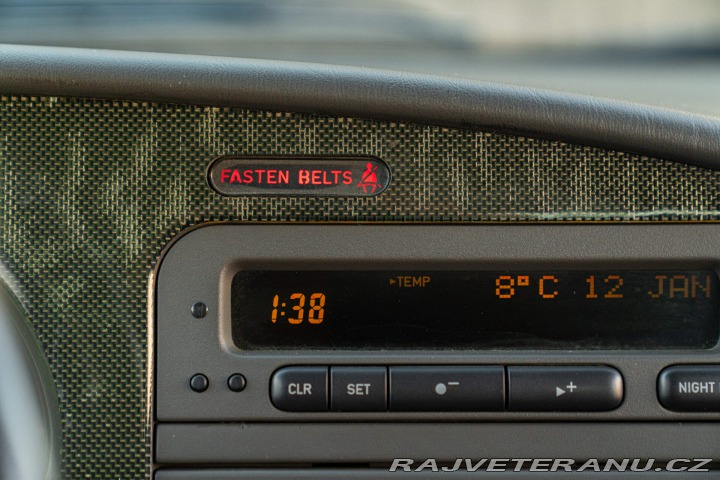 FASTEN BELTS
▸TEMP
1:38
8°C 12 JAN
CLR SET ●− ▸+ NIGHT
RAJVETERANU.CZ